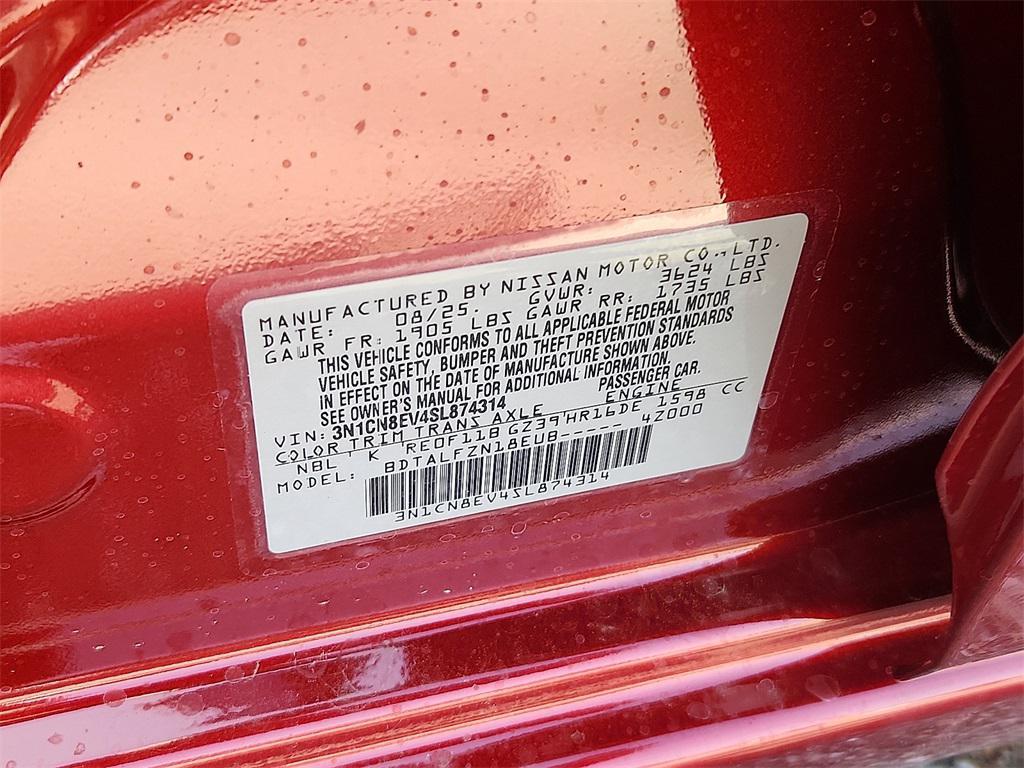 MANUFACTURED BY NISSAN MOTOR CO.,LTD.
DATE: 08/25. GVWR: 3624 LBS
GAWR FR: 1905 LBS GAWR RR: 1735 LBS
THIS VEHICLE CONFORMS TO ALL APPLICABLE FEDERAL MOTOR
VEHICLE SAFETY, BUMPER AND THEFT PREVENTION STANDARDS
IN EFFECT ON THE DATE OF MANUFACTURE SHOWN ABOVE.
SEE OWNER'S MANUAL FOR ADDITIONAL INFORMATION.
VIN: 3N1CN8EV4SL874314 PASSENGER CAR.
COLOR TRIM TRANS AXLE ENGINE
NBL K RE0F11B GZ39 HR16DE 1598 CC
MODEL: BDTALFZN18EUB----- 4Z000
3N1CN8EV4SL874314